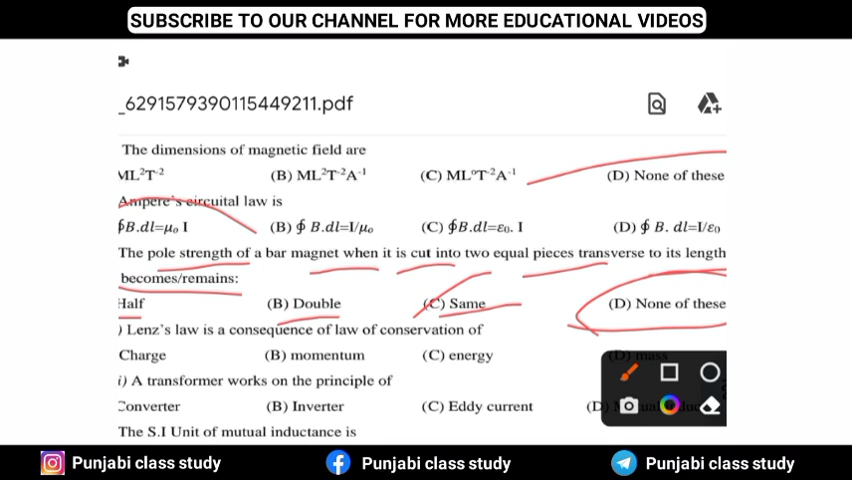 SUBSCRIBE TO OUR CHANNEL FOR MORE EDUCATIONAL VIDEOS
_6291579390115449211.pdf
The dimensions of magnetic field are
ML²T⁻² (B) ML²T⁻²A⁻¹ (C) ML⁰T⁻²A⁻¹ (D) None of these
Ampere's circuital law is
∮B.dl=μ₀ I (B) ∮ B.dl=I/μ₀ (C) ∮B.dl=ε₀. I (D) ∮ B. dl=I/ε₀
The pole strength of a bar magnet when it is cut into two equal pieces transverse to its length
becomes/remains:
Half (B) Double (C) Same (D) None of these
) Lenz's law is a consequence of law of conservation of
Charge (B) momentum (C) energy (D) mass
i) A transformer works on the principle of
Converter (B) Inverter (C) Eddy current (D)
The S.I Unit of mutual inductance is
Punjabi class study Punjabi class study Punjabi class study